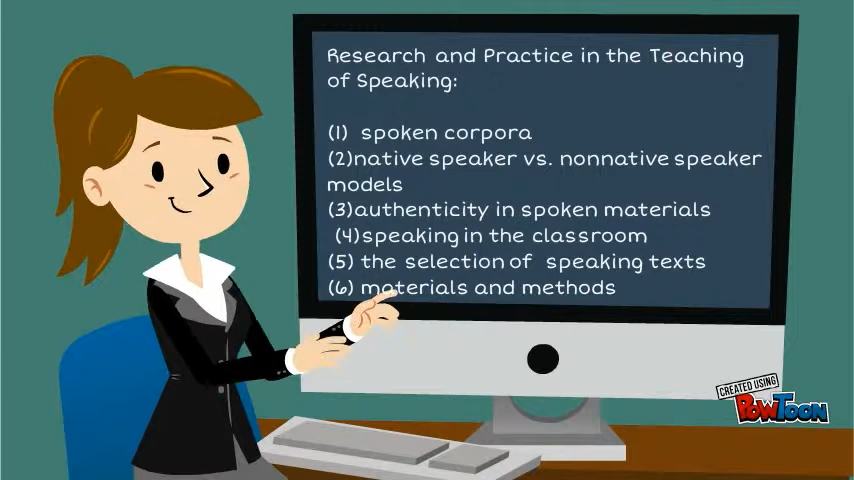 Research and Practice in the Teaching
of Speaking:
(1) spoken corpora
(2)native speaker vs. nonnative speaker
models
(3)authenticity in spoken materials
(4)speaking in the classroom
(5) the selection of speaking texts
(6) materials and methods
CREATED USING
POWTOON